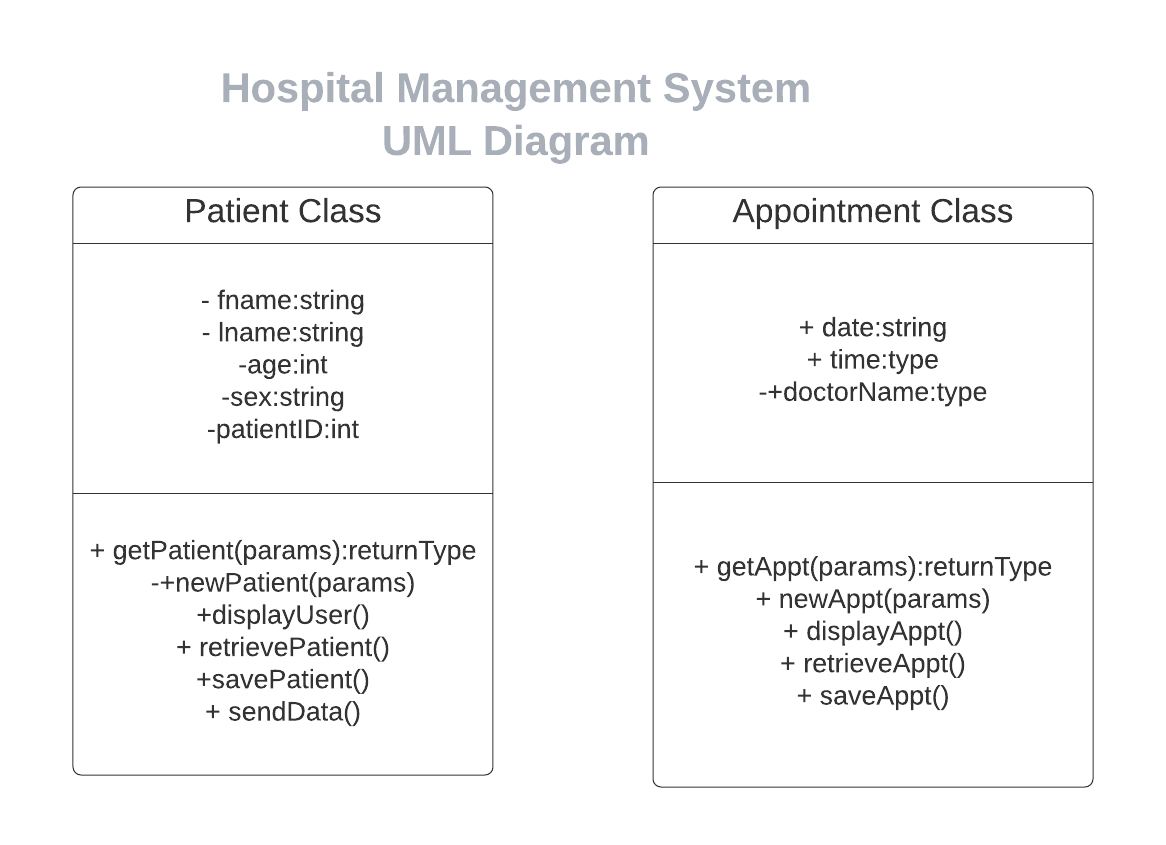 Hospital Management System
UML Diagram
Patient Class
- fname:string
- lname:string
-age:int
-sex:string
-patientID:int
+ getPatient(params):returnType
-+newPatient(params)
+displayUser()
+ retrievePatient()
+savePatient()
+ sendData()
Appointment Class
+ date:string
+ time:type
-+doctorName:type
+ getAppt(params):returnType
+ newAppt(params)
+ displayAppt()
+ retrieveAppt()
+ saveAppt()